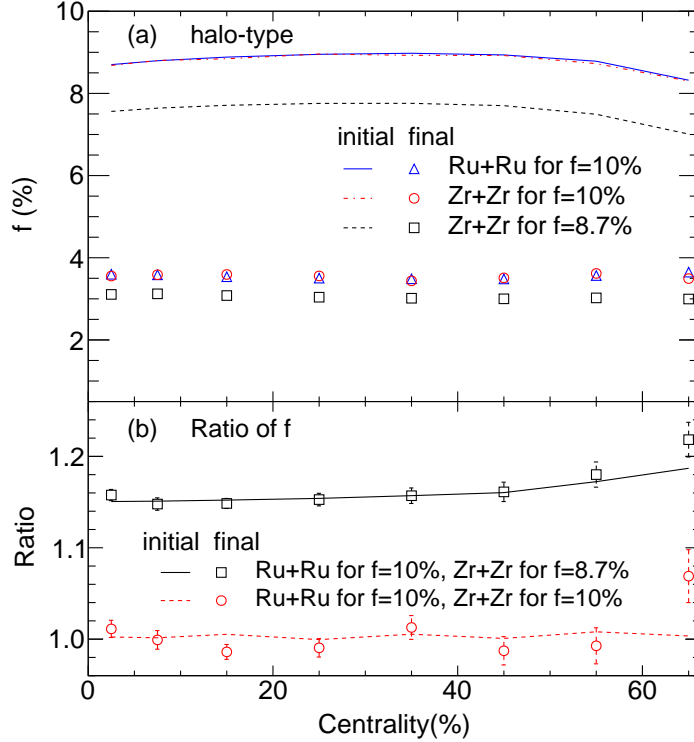 (a) halo-type
10
8
6
4
2
f (%)
initial final
Ru+Ru for f=10%
Zr+Zr for f=10%
Zr+Zr for f=8.7%
(b) Ratio of f
1.2
1.1
1.0
Ratio
initial final
Ru+Ru for f=10%, Zr+Zr for f=8.7%
Ru+Ru for f=10%, Zr+Zr for f=10%
0 20 40 60
Centrality(%)